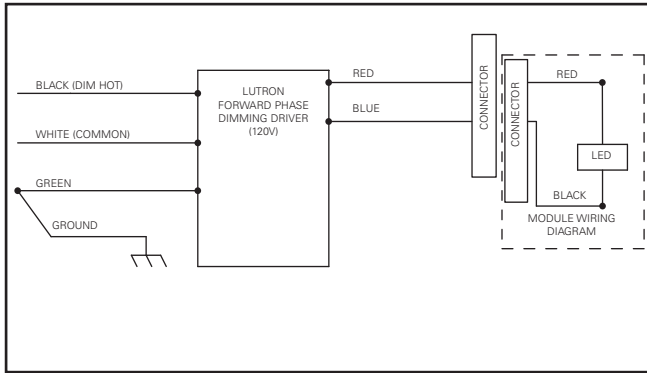 BLACK (DIM HOT)
WHITE (COMMON)
GREEN
GROUND
LUTRON
FORWARD PHASE
DIMMING DRIVER
(120V)
RED
BLUE
CONNECTOR
CONNECTOR
RED
LED
BLACK
MODULE WIRING
DIAGRAM